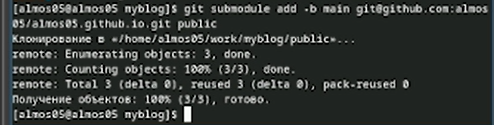 [almos05@almos05 myblog]$ git submodule add -b main git@github.com:almos
05/almos05.github.io.git public
Клонирование в «/home/almos05/work/myblog/public»...
remote: Enumerating objects: 3, done.
remote: Counting objects: 100% (3/3), done.
remote: Total 3 (delta 0), reused 3 (delta 0), pack-reused 0
Получение объектов: 100% (3/3), готово.
[almos05@almos05 myblog]$